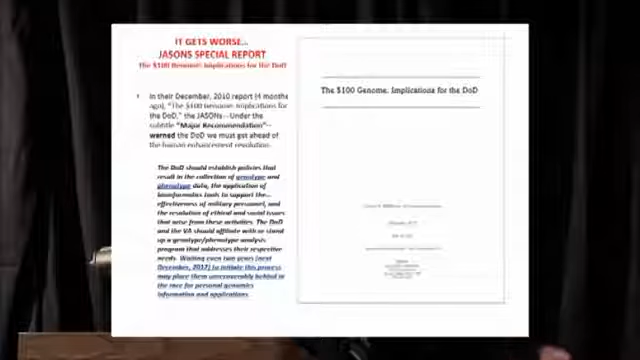 IT GETS WORSE...
JASONS SPECIAL REPORT
The $100 Genome: Implications for the DoD
• In their December, 2010 report (4 months
ago), "The $100 Genome: Implications for
the DoD," the JASONs---Under the
subtitle "Major Recommendation"--
warned the DoD we must get ahead of
the human enhancement revolution.
The DoD should establish policies that
result in the collection of genotype and
phenotype data, the application of
bioinformatics tools to support the
effectiveness of military personnel, and
the resolution of ethical and social issues
that arise from these activities. The DoD
and the VA should affiliate with or stand
up a genotype/phenotype analysis
program that addresses their respective
needs. Waiting even two years (next
December, 2012) to initiate this process
may place them unrecoverably behind in
the race for personal genomics
information and applications.
The $100 Genome: Implications for the DoD